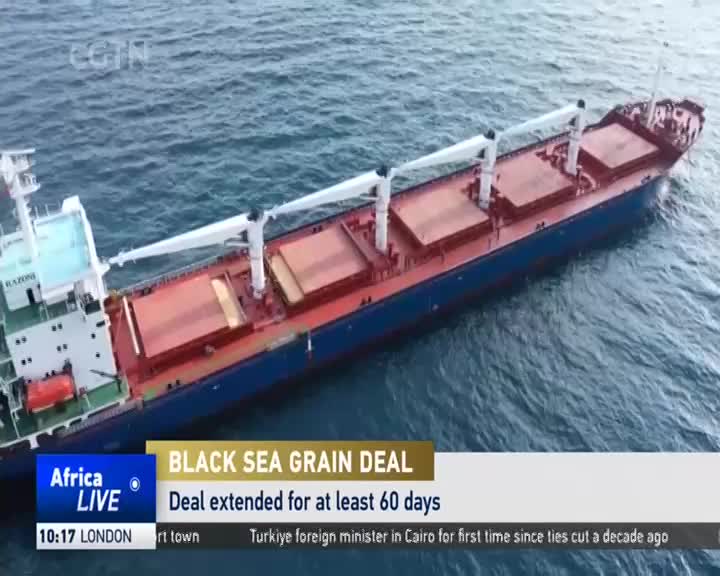 CGTN
RAZONI
BLACK SEA GRAIN DEAL
Africa
LIVE
Deal extended for at least 60 days
10:17 LONDON
rt town Turkiye foreign minister in Cairo for first time since ties cut a decade ago